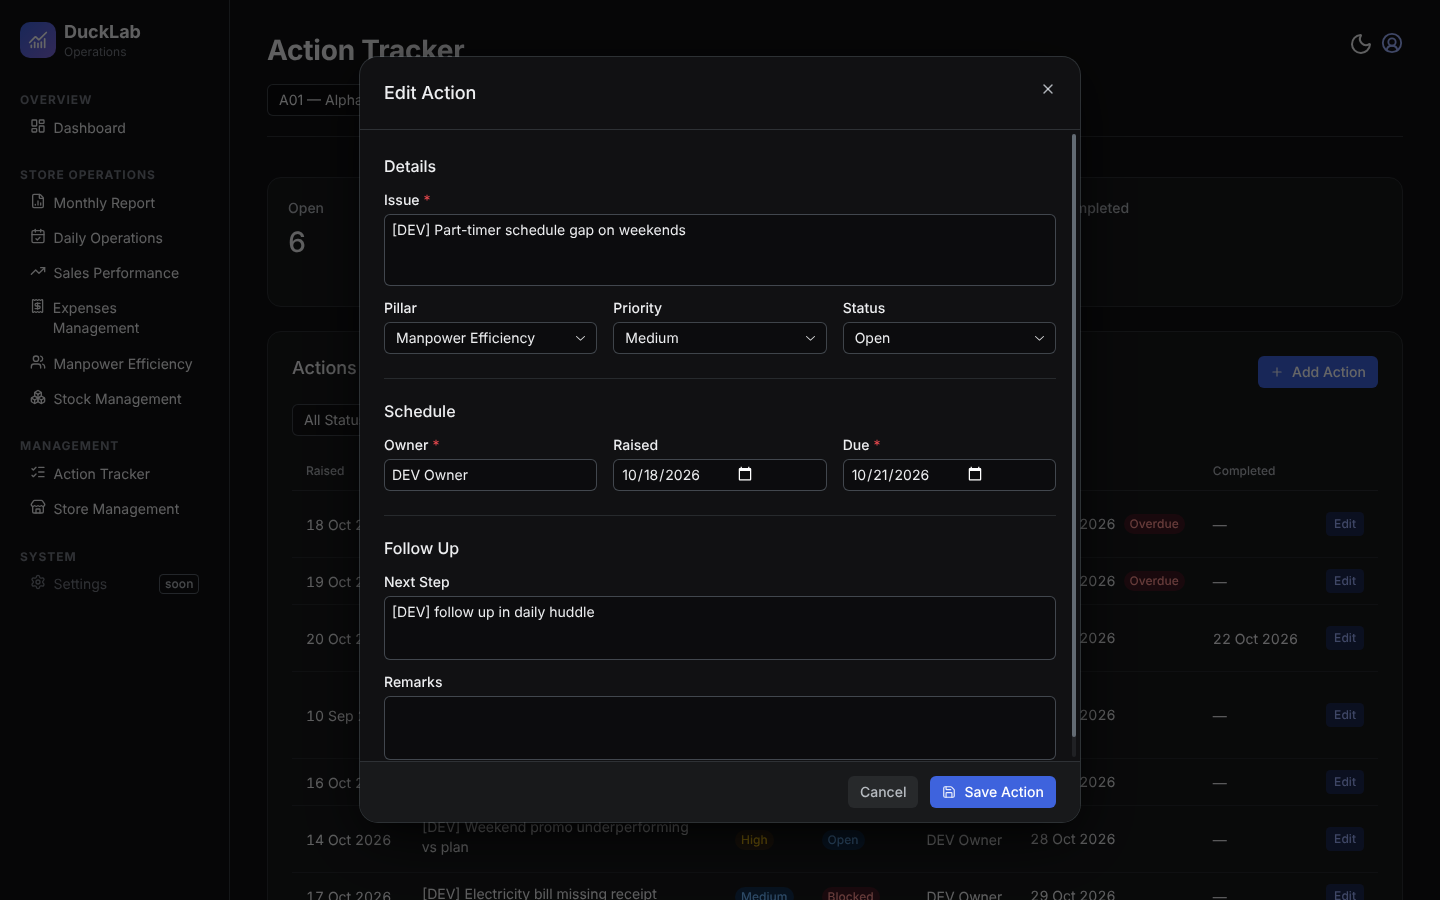 DuckLab
Operations
OVERVIEW
Dashboard
STORE OPERATIONS
Monthly Report
Daily Operations
Sales Performance
Expenses
Management
Manpower Efficiency
Stock Management
MANAGEMENT
Action Tracker
Store Management
SYSTEM
Settings
soon
Action Tracker
A01 — Alpha
Open
6
Actions
Add Action
Raised
Completed
18 Oct
2026
Overdue
—
Edit
19 Oct
2026
Overdue
—
Edit
20 Oct
2026
22 Oct 2026
Edit
10 Sep
2026
—
Edit
16 Oct
2026
—
Edit
14 Oct 2026
[DEV] Weekend promo underperforming
vs plan
High
Open
DEV Owner
28 Oct 2026
—
Edit
17 Oct 2026
[DEV] Electricity bill missing receipt
Medium
Blocked
DEV Owner
29 Oct 2026
—
Edit
Edit Action
Details
Issue *
[DEV] Part-timer schedule gap on weekends
Pillar
Priority
Status
Manpower Efficiency
Medium
Open
Schedule
Owner *
Raised
Due *
DEV Owner
10/18/2026
10/21/2026
Follow Up
Next Step
[DEV] follow up in daily huddle
Remarks
Cancel
Save Action